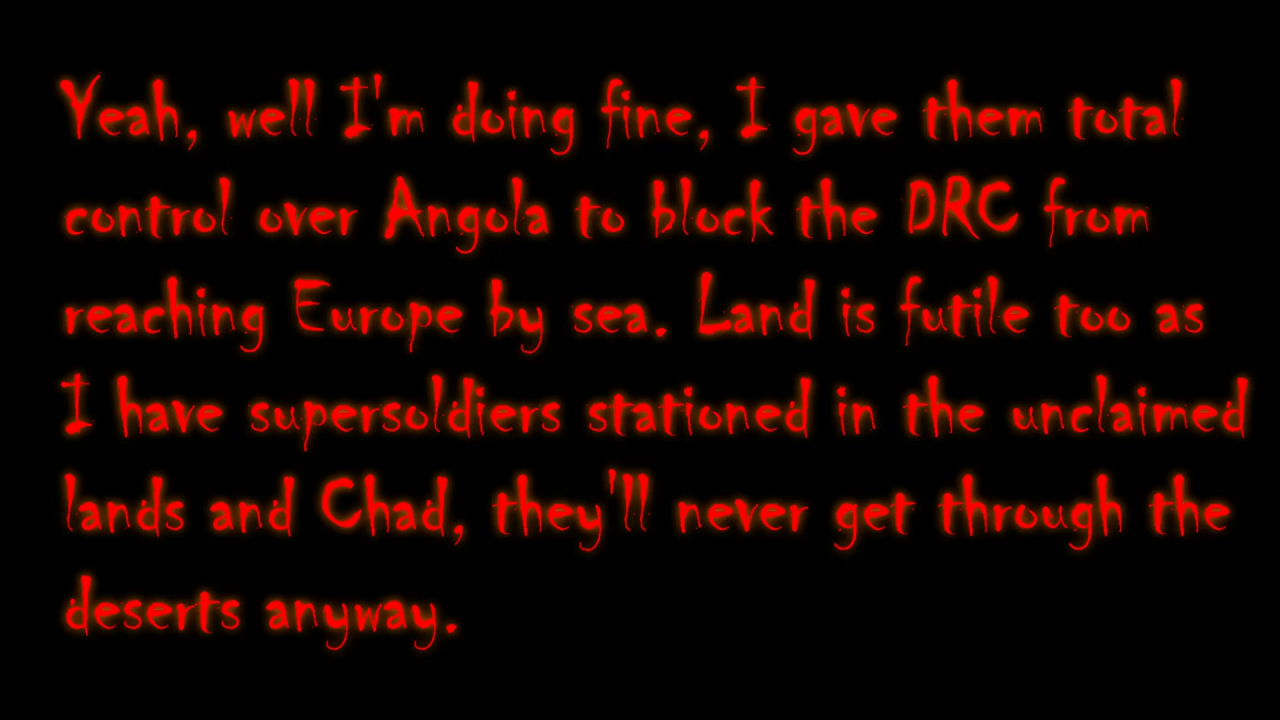 Yeah, well I'm doing fine, I gave them total
control over Angola to block the DRC from
reaching Europe by sea. Land is futile too as
I have supersoldiers stationed in the unclaimed
lands and Chad, they'll never get through the
deserts anyway.